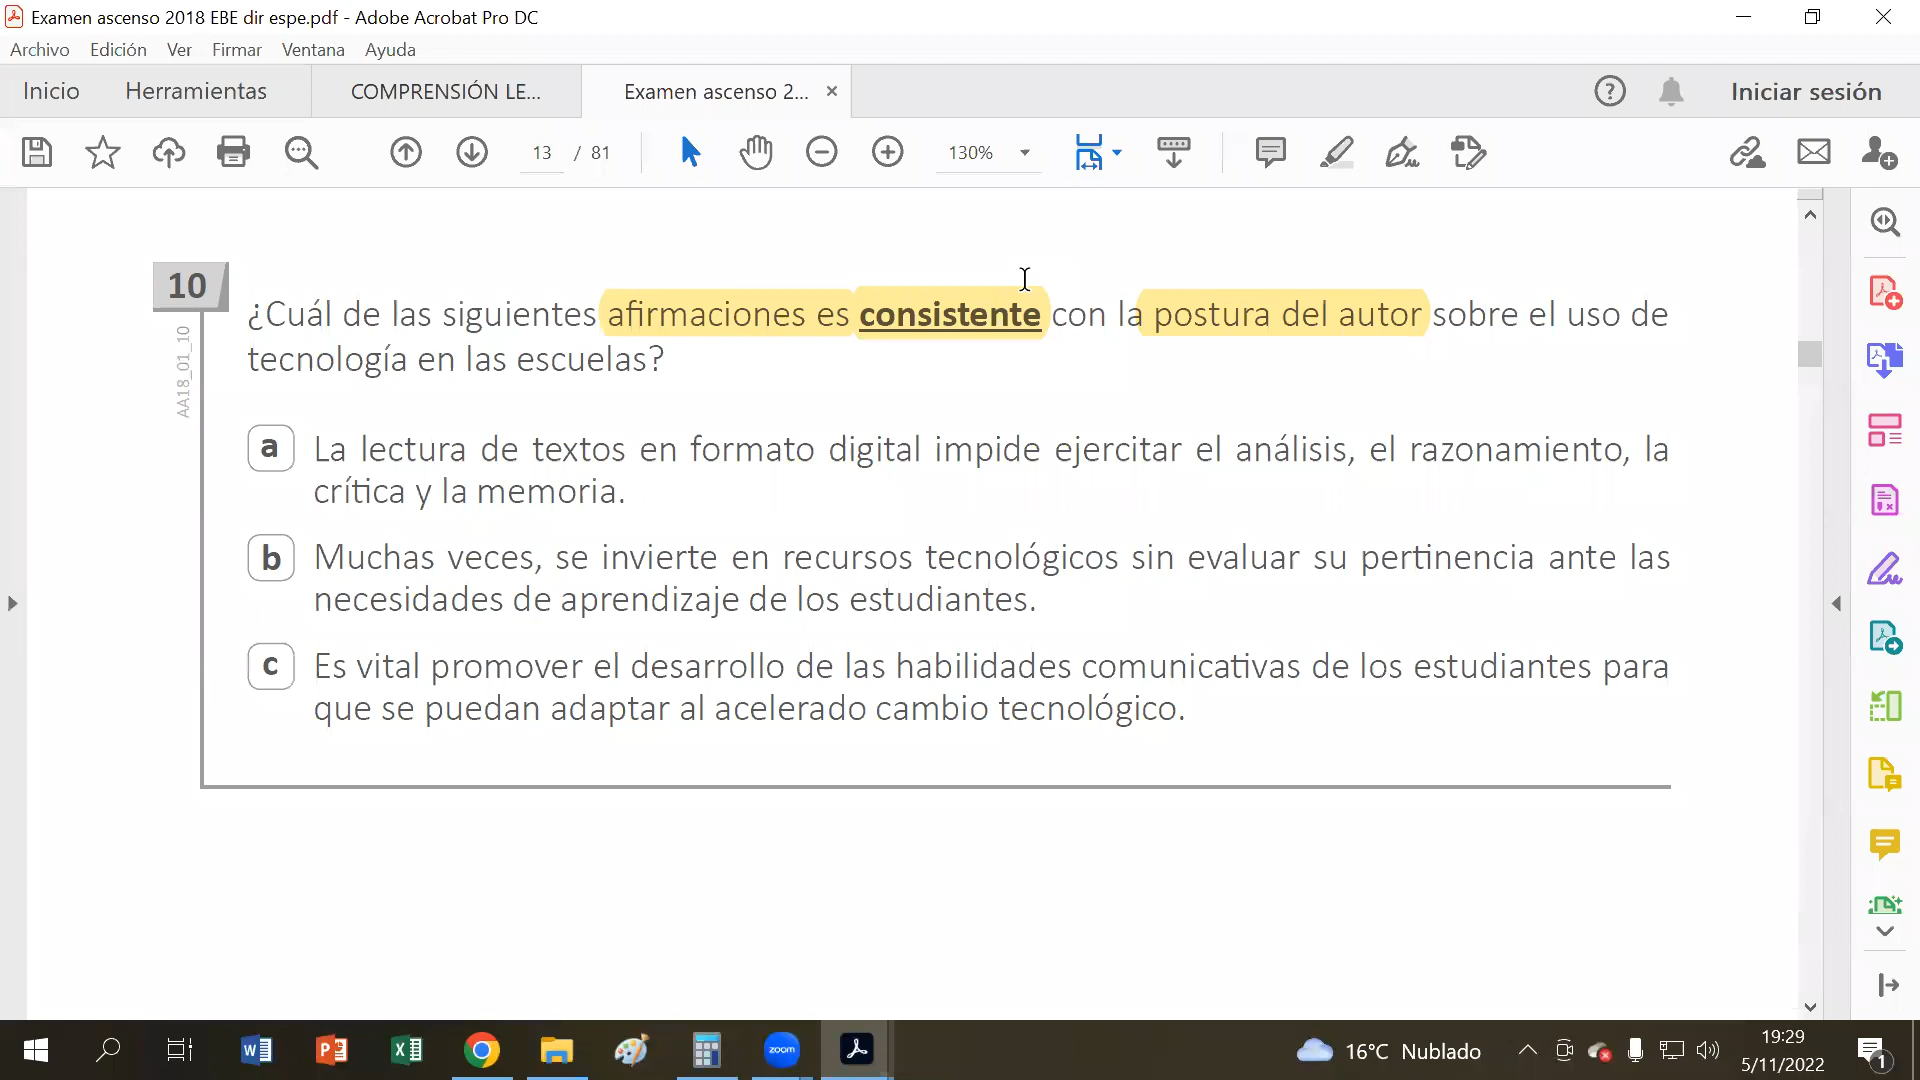 Examen ascenso 2018 EBE dir espe.pdf - Adobe Acrobat Pro DC
Archivo Edición Ver Firmar Ventana Ayuda
Inicio Herramientas COMPRENSIÓN LE... Examen ascenso 2... × Iniciar sesión
13 / 81 130%
10
AA18_01_10
¿Cuál de las siguientes afirmaciones es consistente con la postura del autor sobre el uso de
tecnología en las escuelas?
a La lectura de textos en formato digital impide ejercitar el análisis, el razonamiento, la
crítica y la memoria.
b Muchas veces, se invierte en recursos tecnológicos sin evaluar su pertinencia ante las
necesidades de aprendizaje de los estudiantes.
c Es vital promover el desarrollo de las habilidades comunicativas de los estudiantes para
que se puedan adaptar al acelerado cambio tecnológico.
zoom
16°C Nublado
19:29
5/11/2022
1